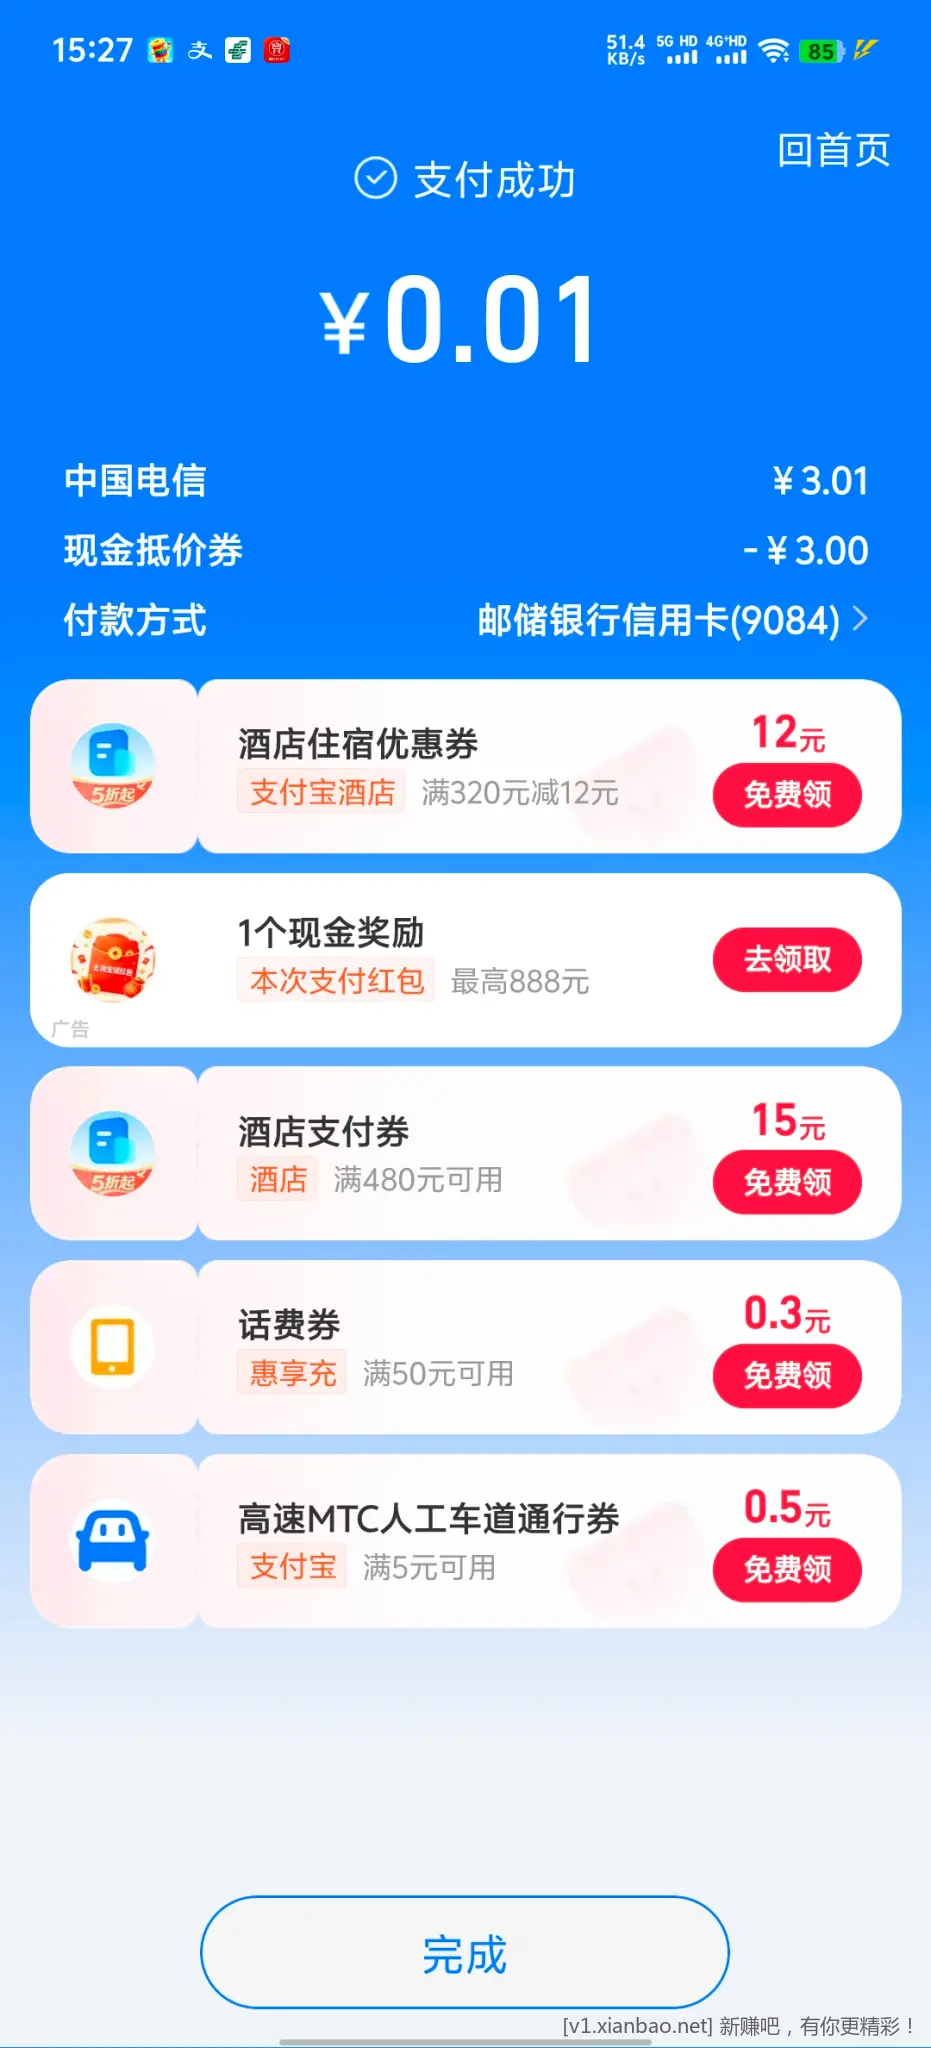 15:27
51.4 KB/s 5G HD 4G+HD 85
回首页
支付成功
¥0.01
中国电信 ¥3.01
现金抵价券 -¥3.00
付款方式 邮储银行信用卡(9084)
酒店住宿优惠券 12元
5折起
支付宝酒店 满320元减12元 免费领
1个现金奖励
本次支付红包 最高888元 去领取
广告
酒店支付券 15元
5折起
酒店 满480元可用 免费领
话费券 0.3元
惠享充 满50元可用 免费领
高速MTC人工车道通行券 0.5元
支付宝 满5元可用 免费领
完成
[v1.xianbao.net] 新赚吧，有你更精彩！